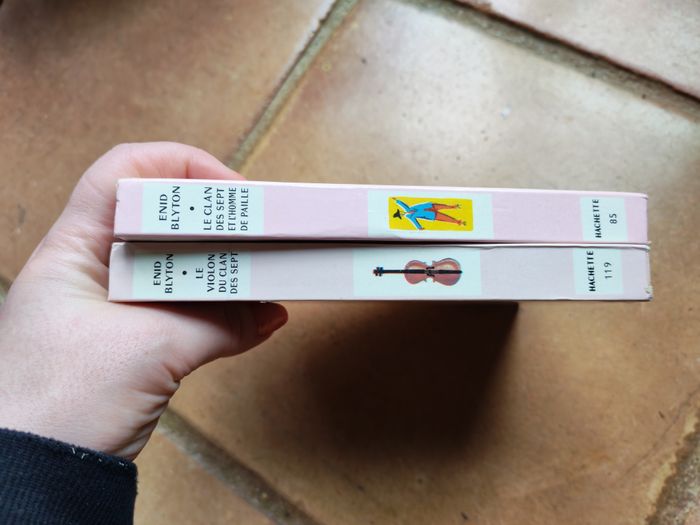 ENID
BLYTON
•
LE CLAN
DES SEPT
ET L'HOMME
DE PAILLE
HACHETTE
85
ENID
BLYTON
•
LE
VIOLON
DU CLAN
DES SEPT
HACHETTE
119